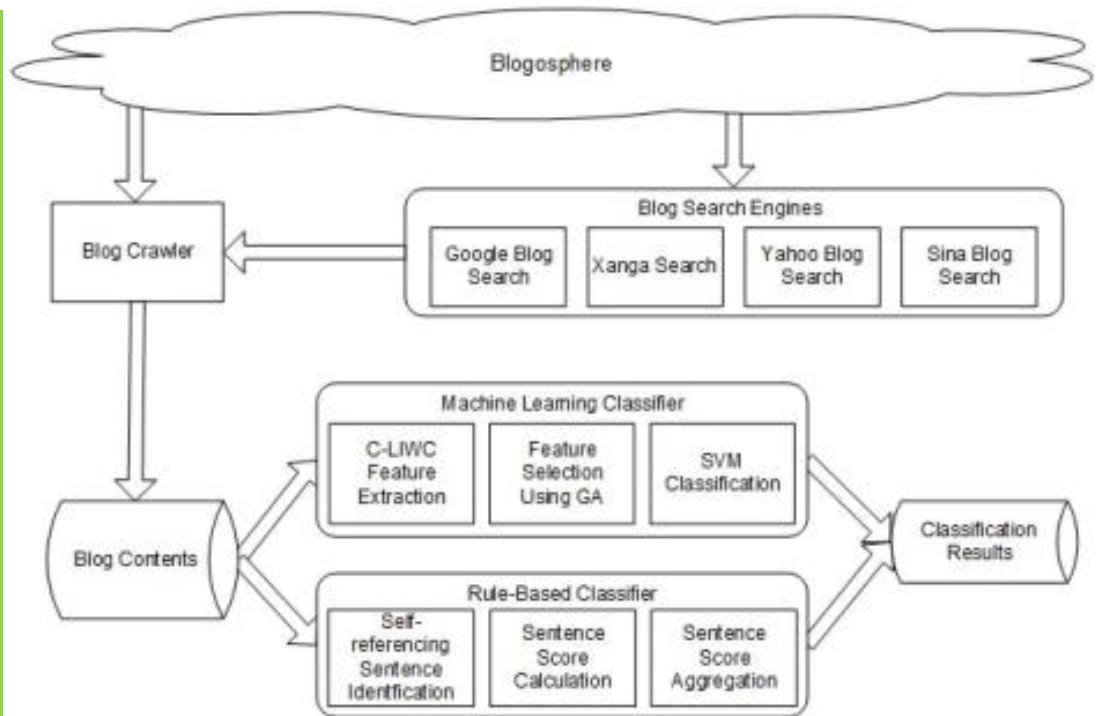 Blogosphere
Blog Search Engines
Blog Crawler
Google Blog
Search
Xanga Search
Yahoo Blog
Search
Sina Blog
Search
Machine Learning Classifier
C-LIWC
Feature
Extraction
Feature
Selection
Using GA
SVM
Classification
Blog Contents
Classification
Results
Rule-Based Classifier
Self-
referencing
Sentence
Identfication
Sentence
Score
Calculation
Sentence
Score
Aggregation